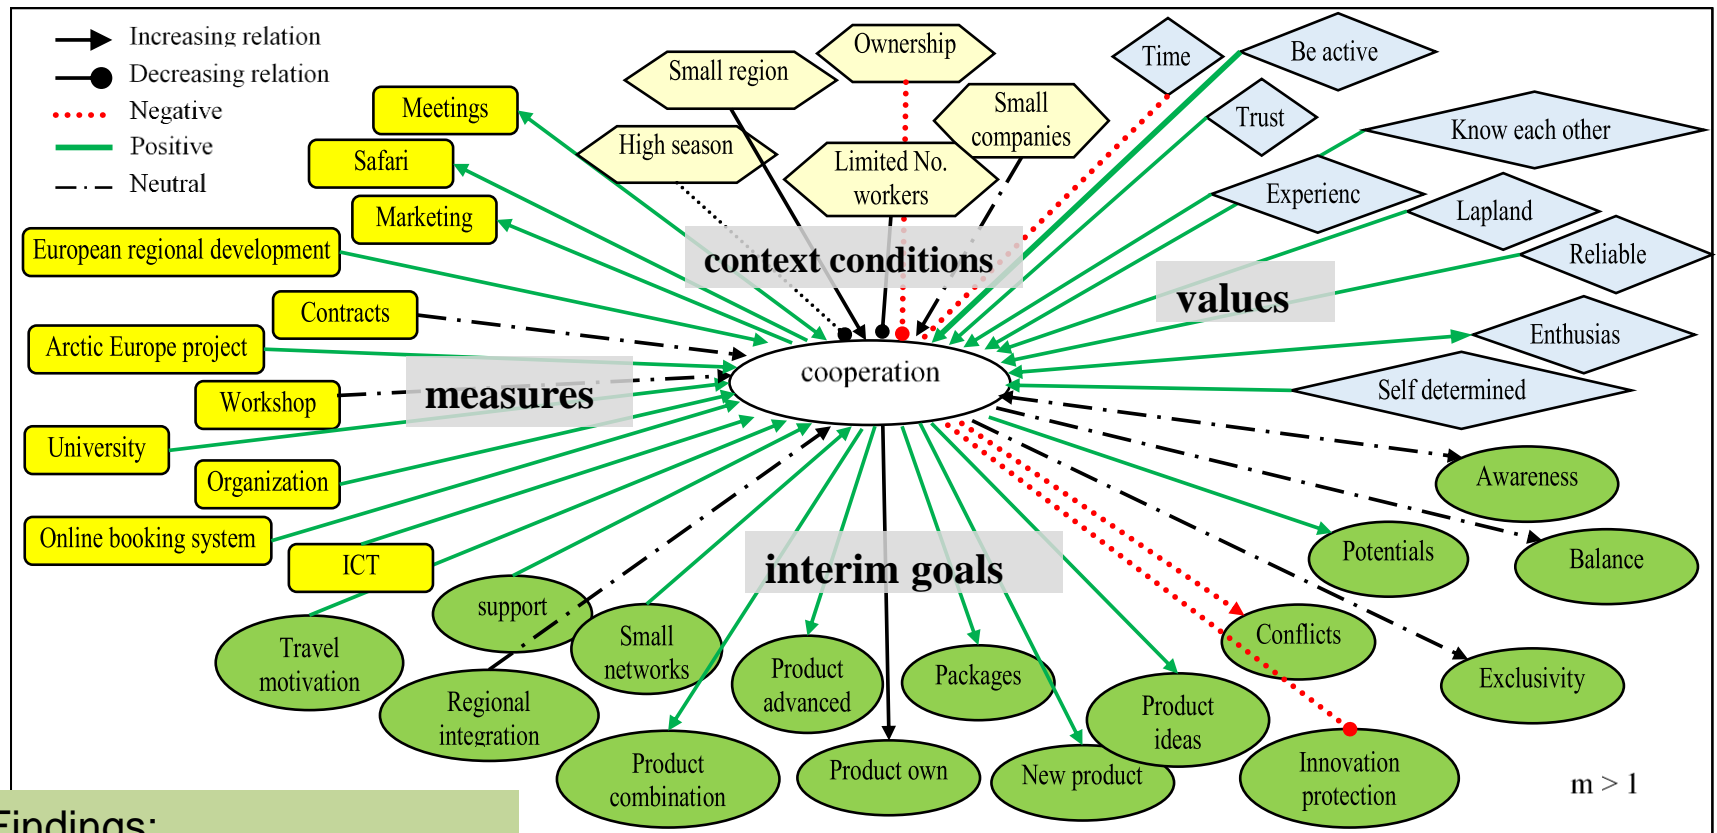 Increasing relation
Decreasing relation
Negative
Positive
Neutral
Meetings
Safari
Marketing
European regional development
Contracts
Arctic Europe project
Workshop
University
Organization
Online booking system
ICT
High season
Small region
Ownership
Limited No.
workers
Small
companies
Time
Be active
Trust
Know each other
Experienc
Lapland
Reliable
Enthusias
Self determined
context conditions
values
measures
cooperation
interim goals
Awareness
Balance
Potentials
Conflicts
Exclusivity
Travel
motivation
support
Regional
integration
Small
networks
Product
combination
Product
advanced
Product own
Packages
New product
Product
ideas
Innovation
protection
m > 1
Findings: